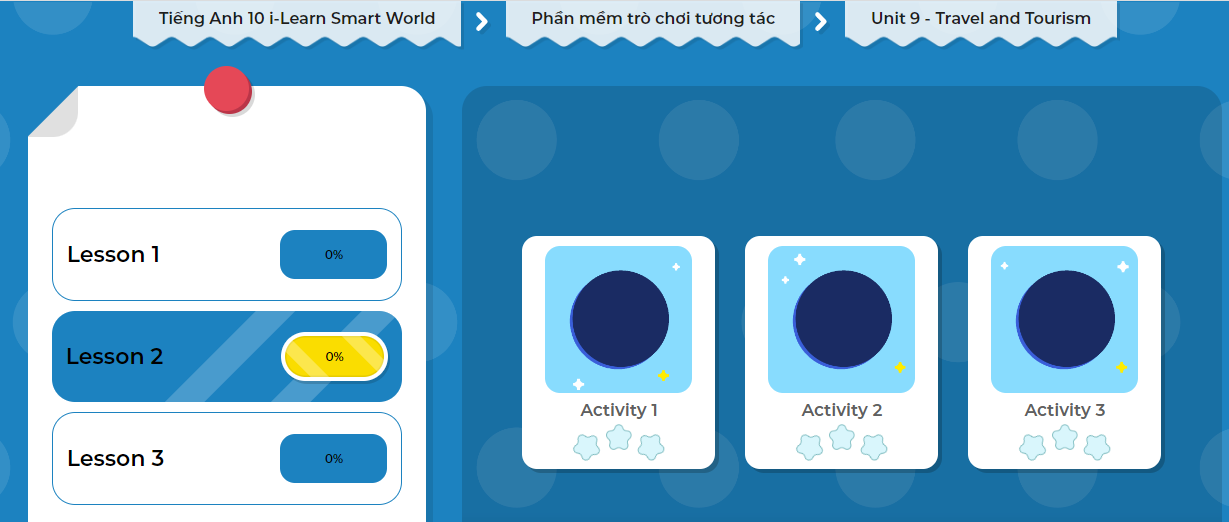 Tiếng Anh 10 i-Learn Smart World
Phần mềm trò chơi tương tác
Unit 9 - Travel and Tourism
Lesson 1
0%
Lesson 2
0%
Lesson 3
0%
Activity 1
Activity 2
Activity 3